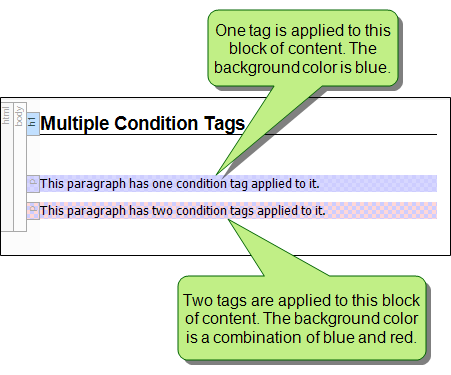 One tag is applied to this
block of content. The
background color is blue.
html
body
h1
Multiple Condition Tags
p
This paragraph has one condition tag applied to it.
p
This paragraph has two condition tags applied to it.
Two tags are applied to this block
of content. The background color
is a combination of blue and red.